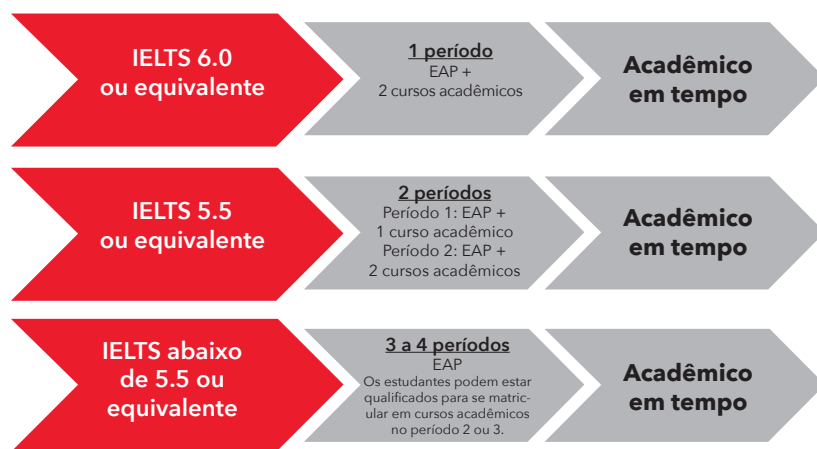 IELTS 6.0
ou equivalente
1 período
EAP +
2 cursos acadêmicos
Acadêmico
em tempo
IELTS 5.5
ou equivalente
2 períodos
Período 1: EAP +
1 curso acadêmico
Período 2: EAP +
2 cursos acadêmicos
Acadêmico
em tempo
IELTS abaixo
de 5.5 ou
equivalente
3 a 4 períodos
EAP
Os estudantes podem estar
qualificados para se matric-
ular em cursos acadêmicos
no período 2 ou 3.
Acadêmico
em tempo